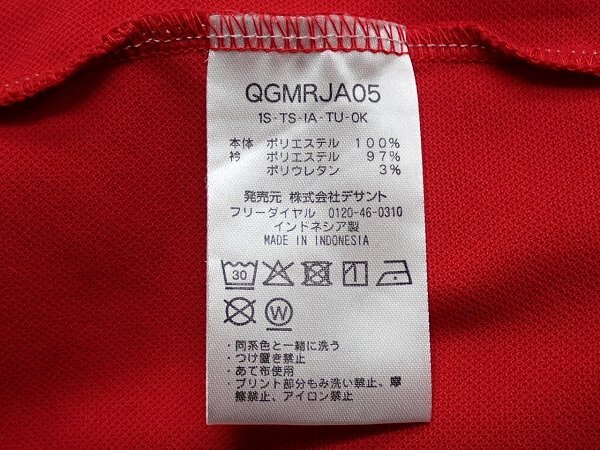 QGMRJA05
1S-TS-IA-TU-OK
本体 ポリエステル 100%
衿 ポリエステル 97%
ポリウレタン 3%
発売元 株式会社デサント
フリーダイヤル 0120-46-0310
インドネシア製
MADE IN INDONESIA
30 W
・同系色と一緒に洗う
・つけ置き禁止
・あて布使用
・プリント部分もみ洗い禁止、摩
擦禁止、アイロン禁止